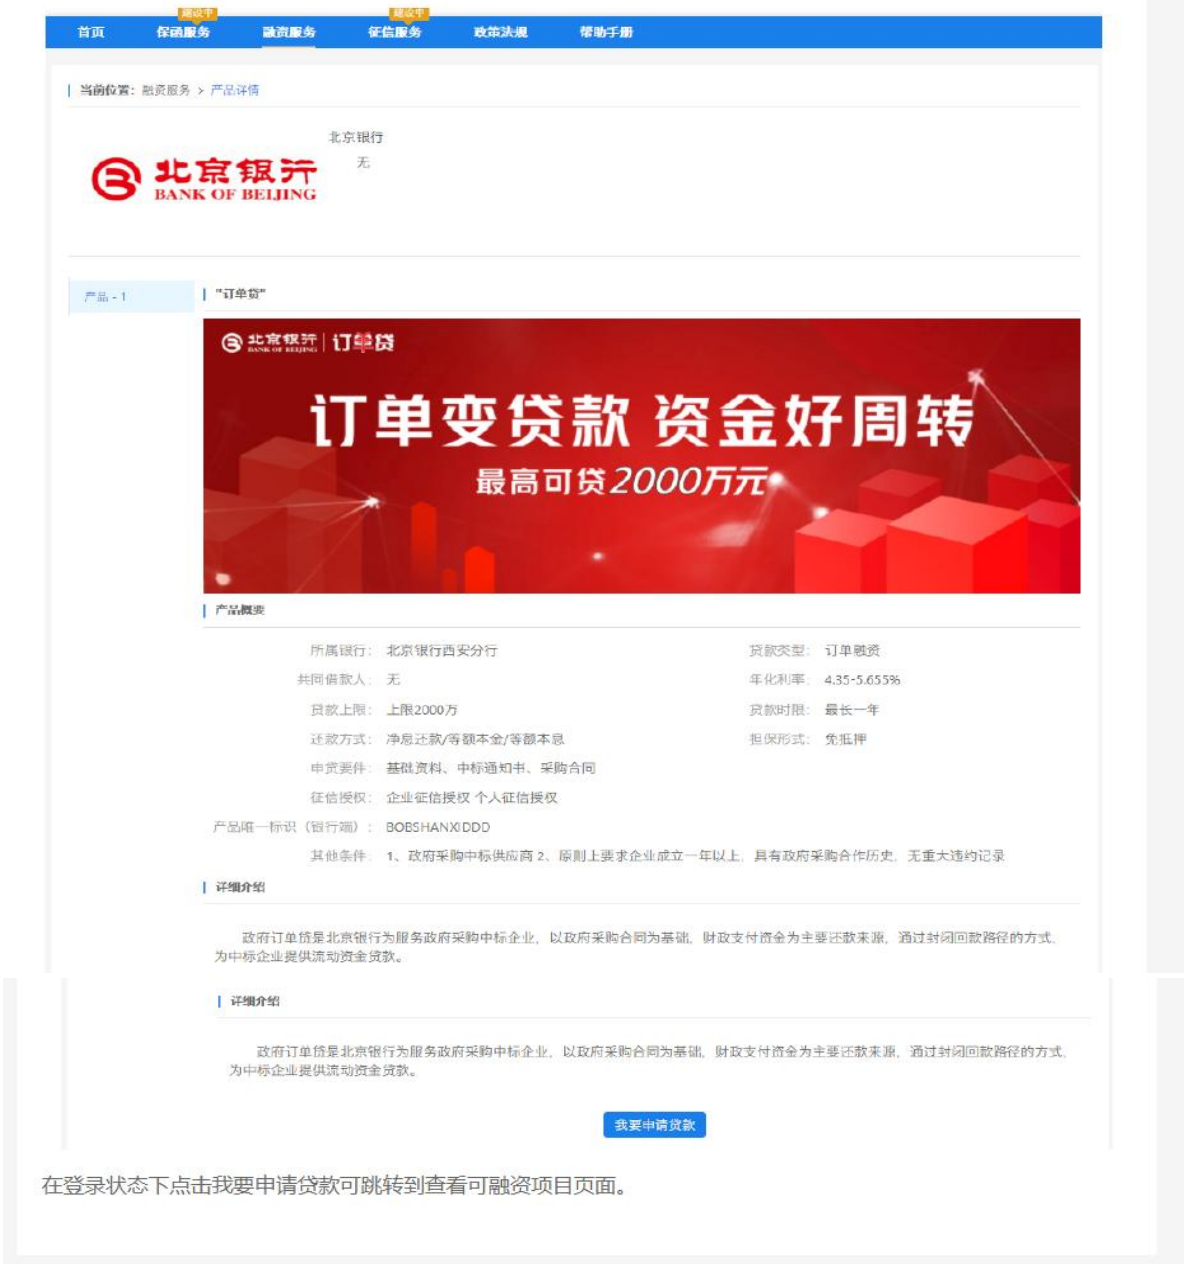 建设中 建设中
首页 保函服务 融资服务 征信服务 政策法规 帮助手册
当前位置：融资服务 > 产品详情
北京银行
无
北京银行
BANK OF BEIJING
产品 - 1
"订单贷"
北京银行 订单贷
BANK OF BEIJING
订单变贷款 资金好周转
最高可贷2000万元
产品概要
所属银行： 北京银行西安分行 贷款类型： 订单融资
共同借款人： 无 年化利率： 4.35-5.655%
贷款上限： 上限2000万 贷款时限： 最长一年
还款方式： 净息还款/等额本金/等额本息 担保形式： 免抵押
申贷要件： 基础资料、中标通知书、采购合同
征信授权： 企业征信授权 个人征信授权
产品唯一标识（银行端）： BOBSHANXIDDD
其他条件： 1、政府采购中标供应商 2、原则上要求企业成立一年以上，具有政府采购合作历史，无重大违约记录
详细介绍
政府订单贷是北京银行为服务政府采购中标企业，以政府采购合同为基础，财政支付资金为主要还款来源，通过封闭回款路径的方式，
为中标企业提供流动资金贷款。
详细介绍
政府订单贷是北京银行为服务政府采购中标企业，以政府采购合同为基础，财政支付资金为主要还款来源，通过封闭回款路径的方式，
为中标企业提供流动资金贷款。
我要申请贷款
在登录状态下点击我要申请贷款可跳转到查看可融资项目页面。